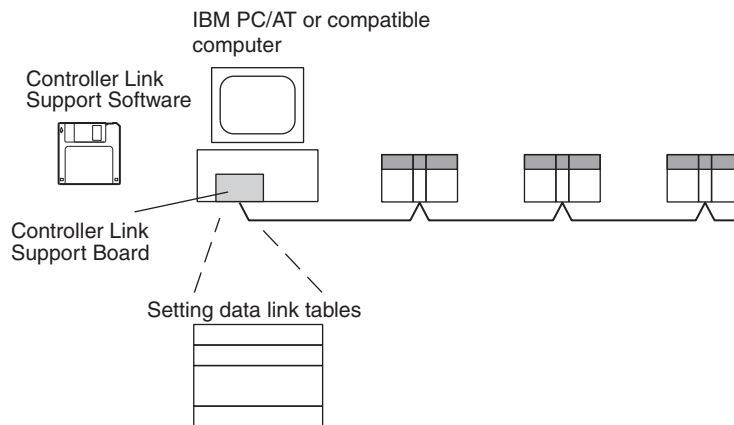 IBM PC/AT or compatible
computer
Controller Link
Support Software
Controller Link
Support Board
Setting data link tables